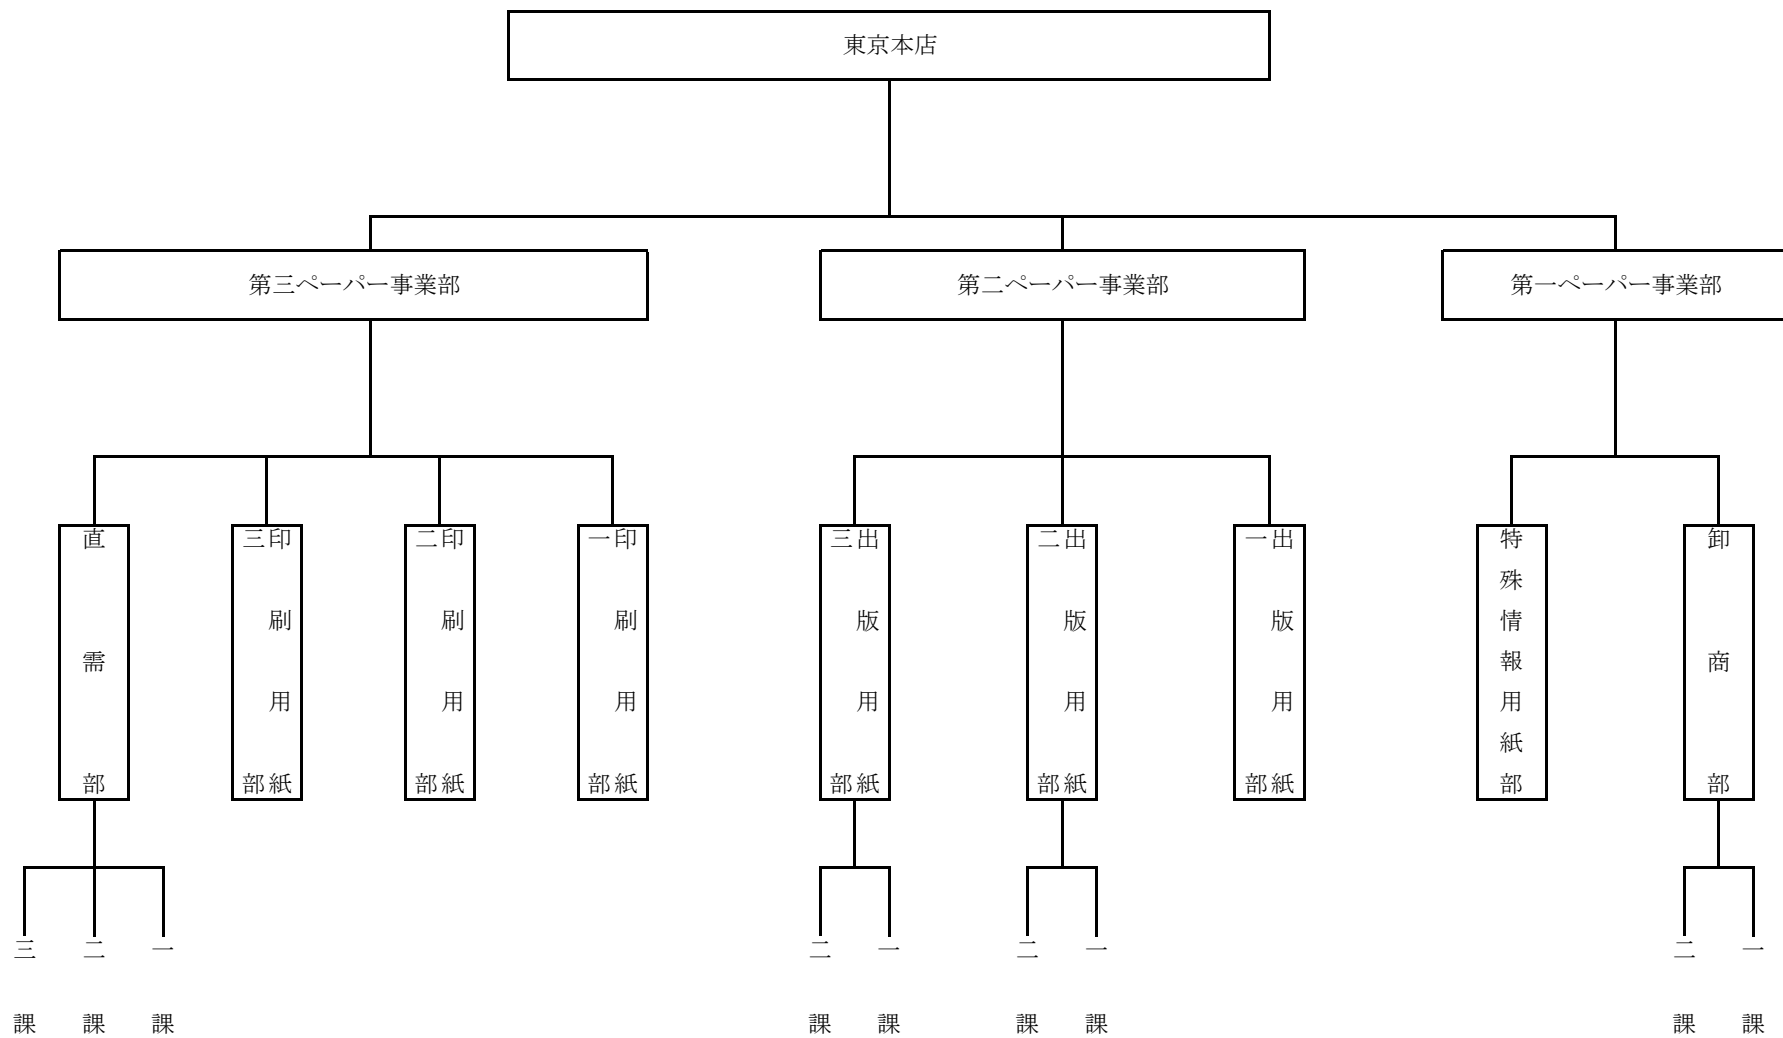 東京本店
第三ペーパー事業部
第二ペーパー事業部
第一ペーパー事業部
直需部
印刷用紙
三部
印刷用紙
二部
印刷用紙
一部
出版用紙
三部
出版用紙
二部
出版用紙
一部
特殊情報用紙部
卸商部
三課
二課
一課
二課
一課
二課
一課
二課
一課